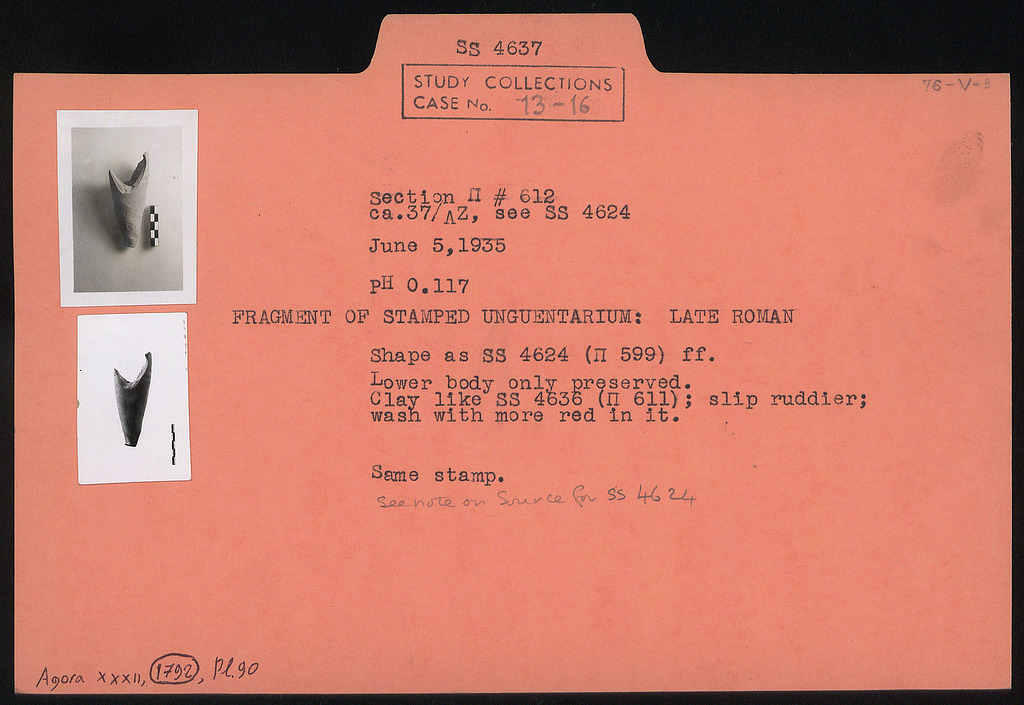 SS 4637
STUDY COLLECTIONS
CASE No. 13-16
76-V-8
Section Π # 612
ca.37/ΛΖ, see SS 4624
June 5,1935
PH 0.117
FRAGMENT OF STAMPED UNGUENTARIUM: LATE ROMAN
Shape as SS 4624 (Π 599) ff.
Lower body only preserved.
Clay like SS 4636 (Π 611); slip ruddier;
wash with more red in it.
Same stamp.
See note on Source for SS 4624
Agora XXXII, 1792, Pl.90